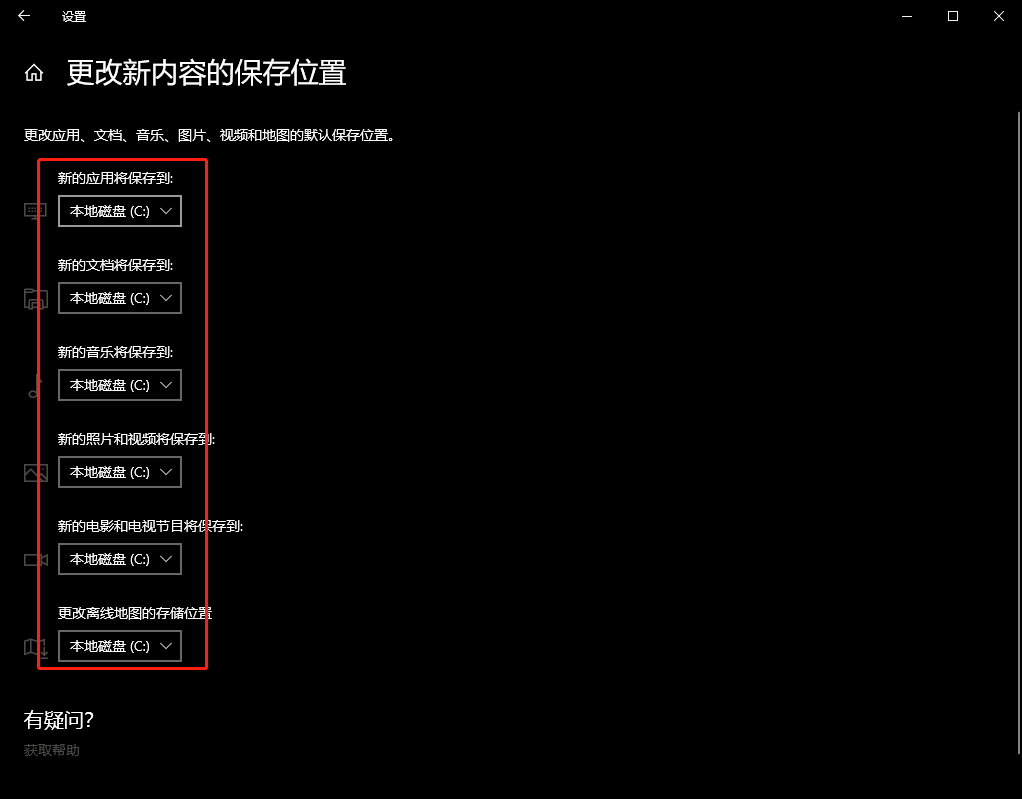 设置
更改新内容的保存位置
更改应用、文档、音乐、图片、视频和地图的默认保存位置。
新的应用将保存到:
本地磁盘 (C:)
新的文档将保存到:
本地磁盘 (C:)
新的音乐将保存到:
本地磁盘 (C:)
新的照片和视频将保存到:
本地磁盘 (C:)
新的电影和电视节目将保存到:
本地磁盘 (C:)
更改离线地图的存储位置
本地磁盘 (C:)
有疑问?
获取帮助